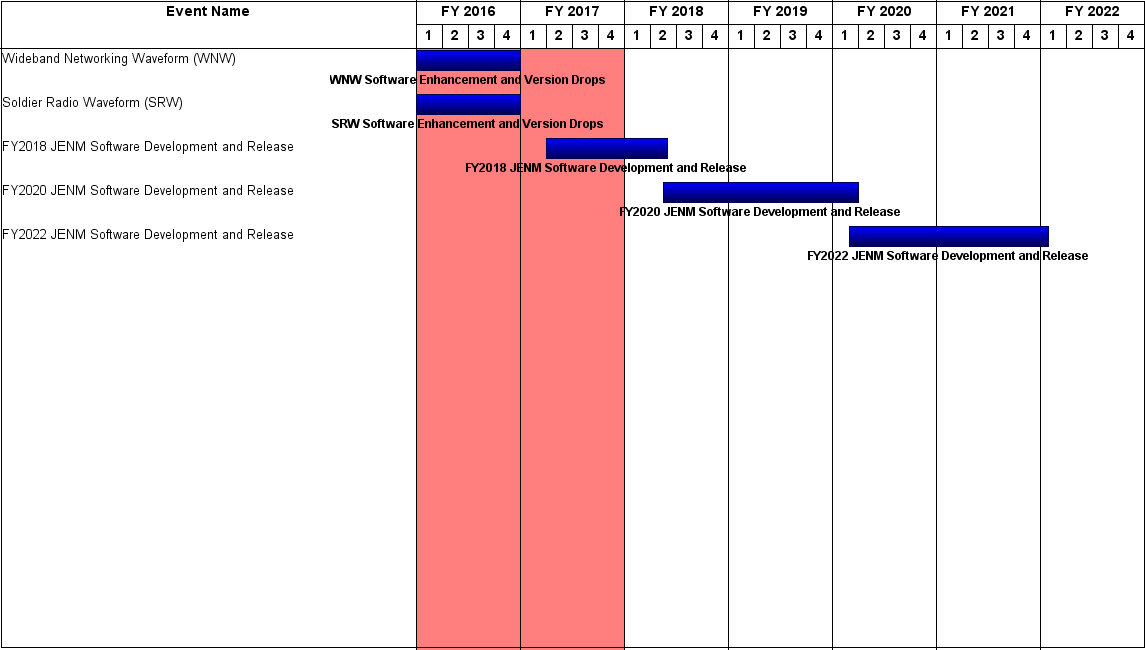 Event Name FY 2016 FY 2017 FY 2018 FY 2019 FY 2020 FY 2021 FY 2022
1 2 3 4 1 2 3 4 1 2 3 4 1 2 3 4 1 2 3 4 1 2 3 4 1 2 3 4
Wideband Networking Waveform (WNW)
WNW Software Enhancement and Version Drops
Soldier Radio Waveform (SRW)
SRW Software Enhancement and Version Drops
FY2018 JENM Software Development and Release
FY2018 JENM Software Development and Release
FY2020 JENM Software Development and Release
FY2020 JENM Software Development and Release
FY2022 JENM Software Development and Release
FY2022 JENM Software Development and Release